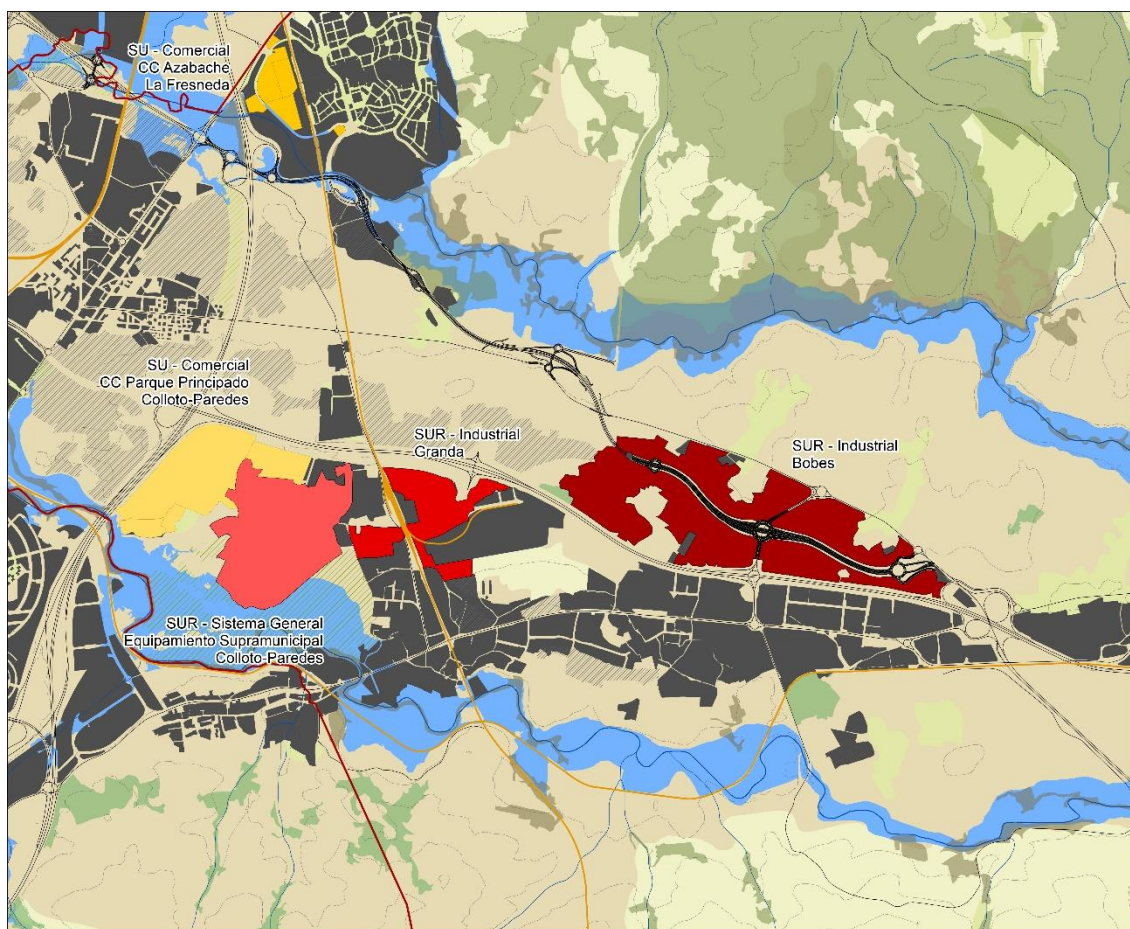 SU - Comercial
CC Azabache
La Fresneda
SU - Comercial
CC Parque Principado
Colloto-Paredes
SUR - Industrial
Granda
SUR - Industrial
Bobes
SUR - Sistema General
Equipamiento Supramunicipal
Colloto-Paredes